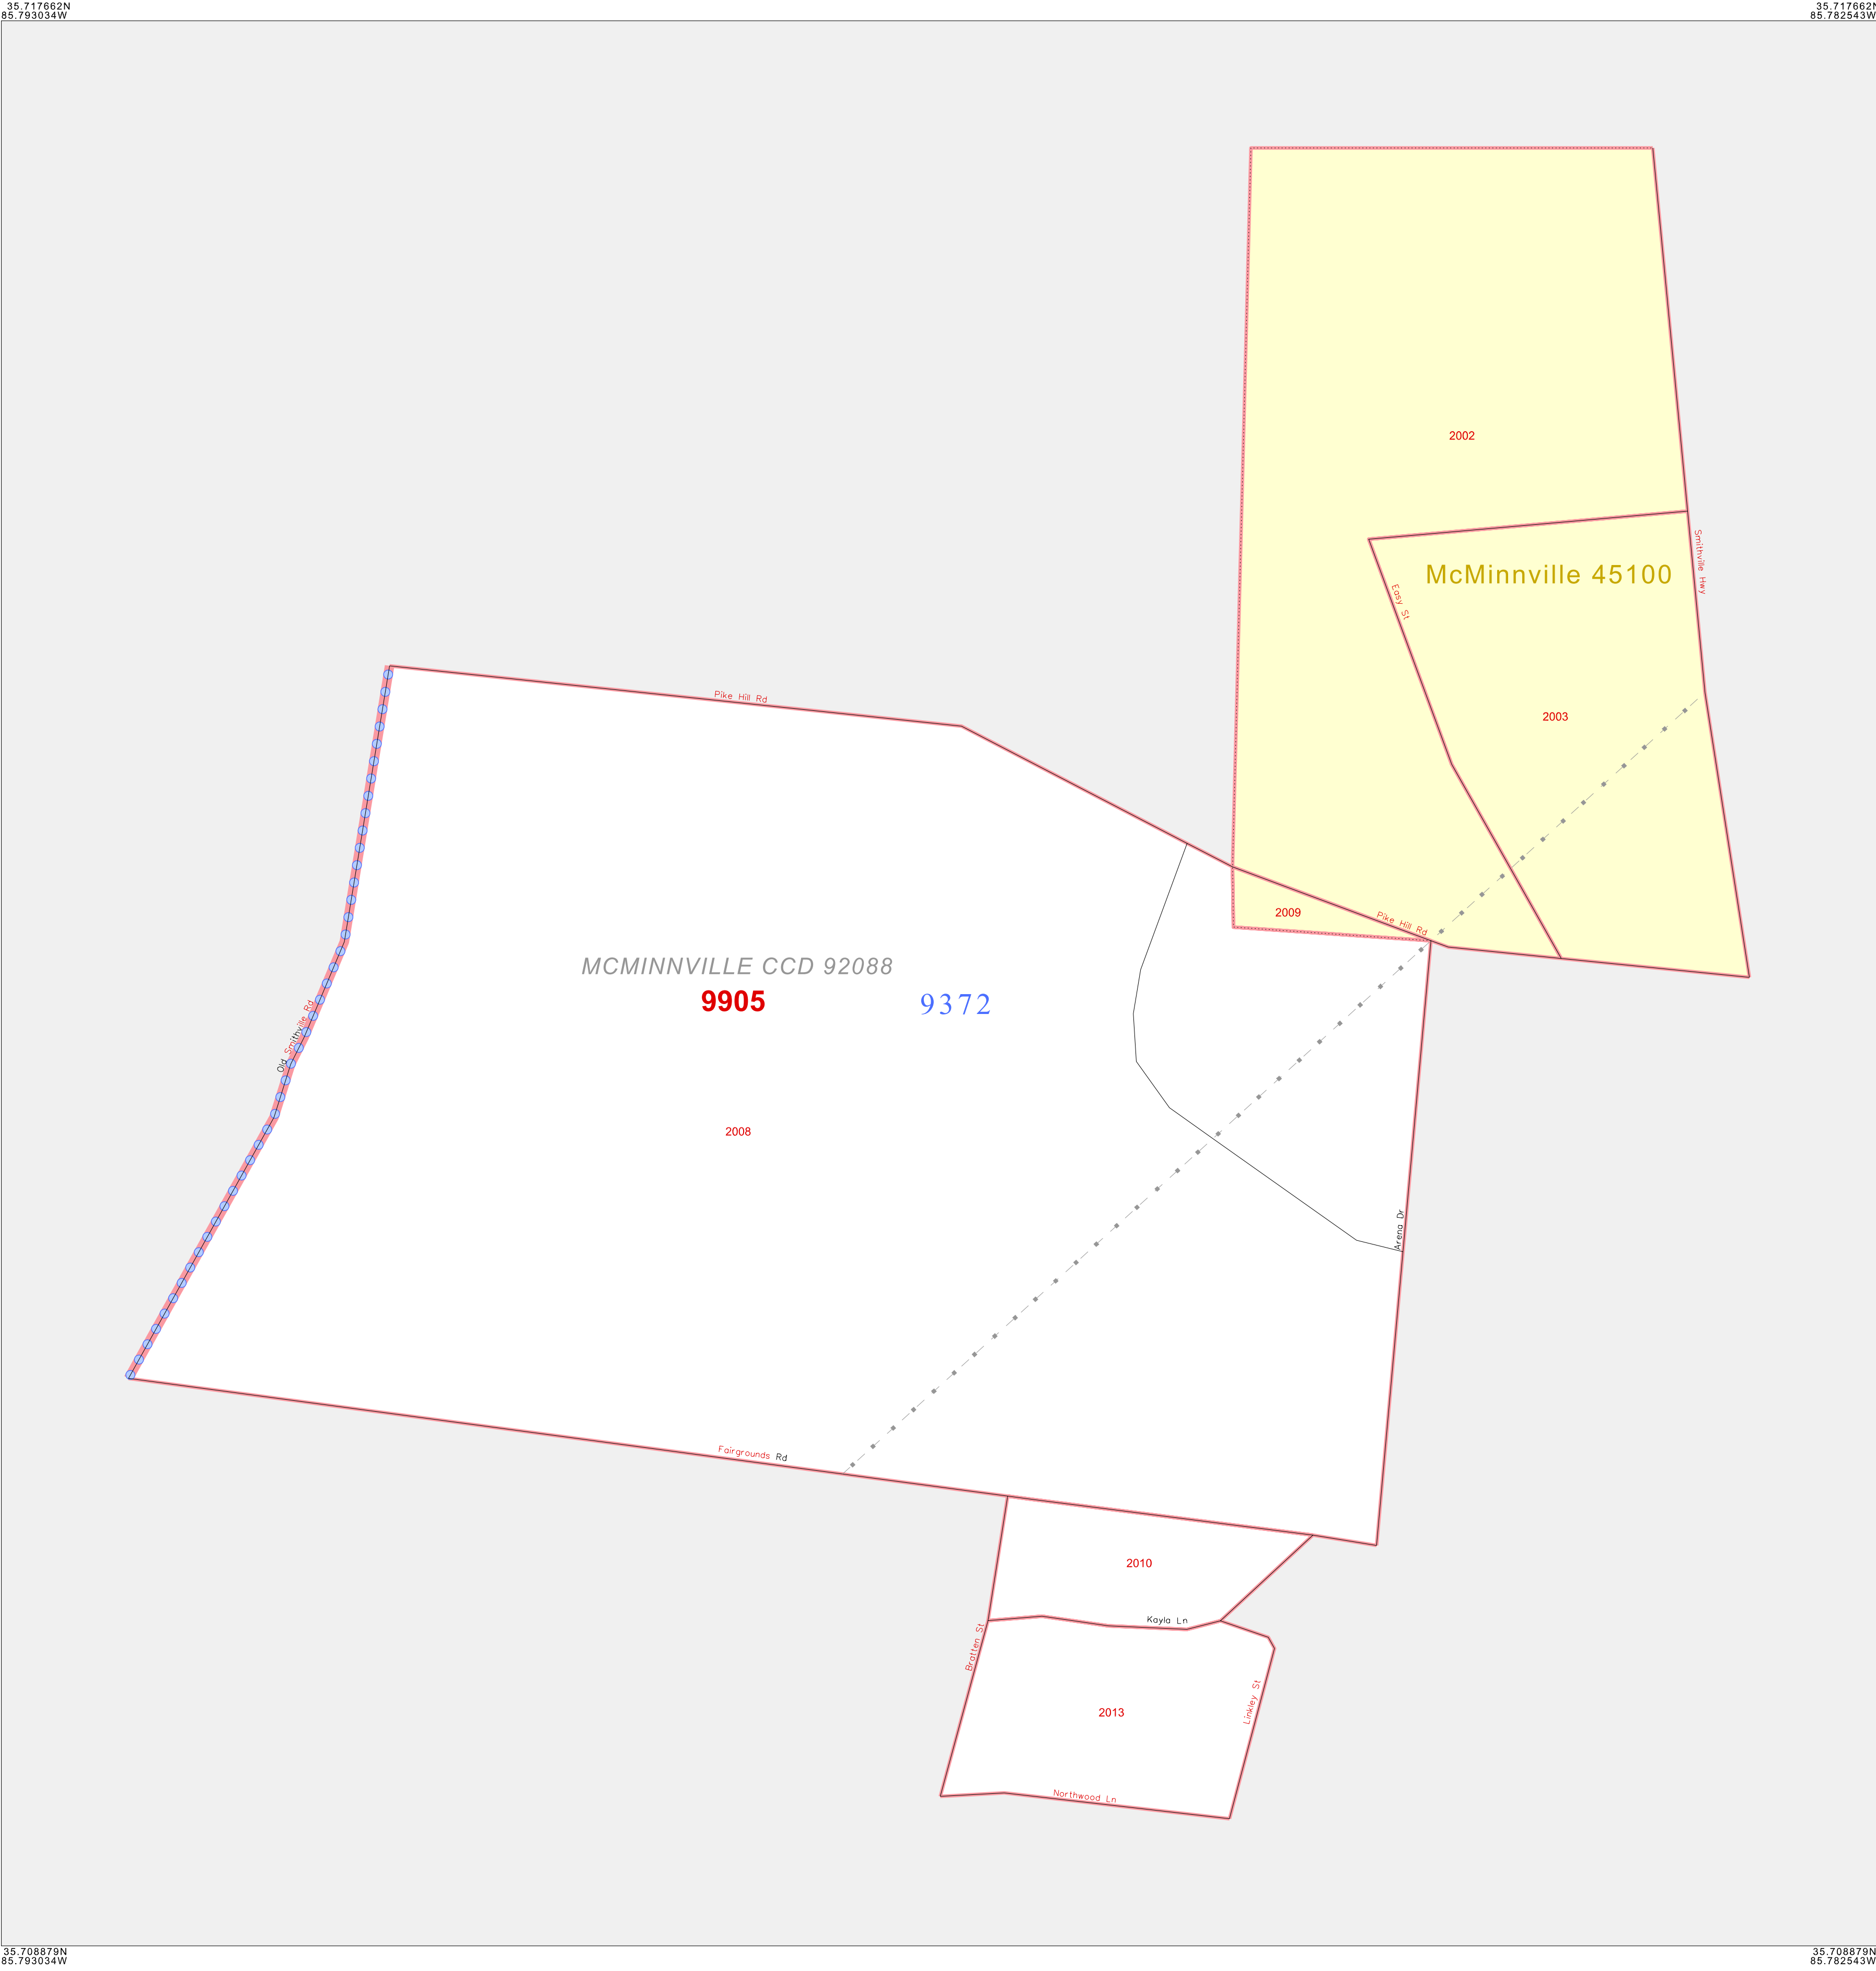 35.717662N
85.793034W
35.717662N
85.782543W
2002
Smithville Hwy
McMinnville 45100
Easy St
Pike Hill Rd
2003
2009
Pike Hill Rd
MCMINNVILLE CCD 92088
9905
9372
Old Smithville Rd
2008
Arena Dr
Fairgrounds Rd
2010
Kayla Ln
Bratten St
Linkley St
2013
Northwood Ln
35.708879N
85.793034W
35.708879N
85.782543W